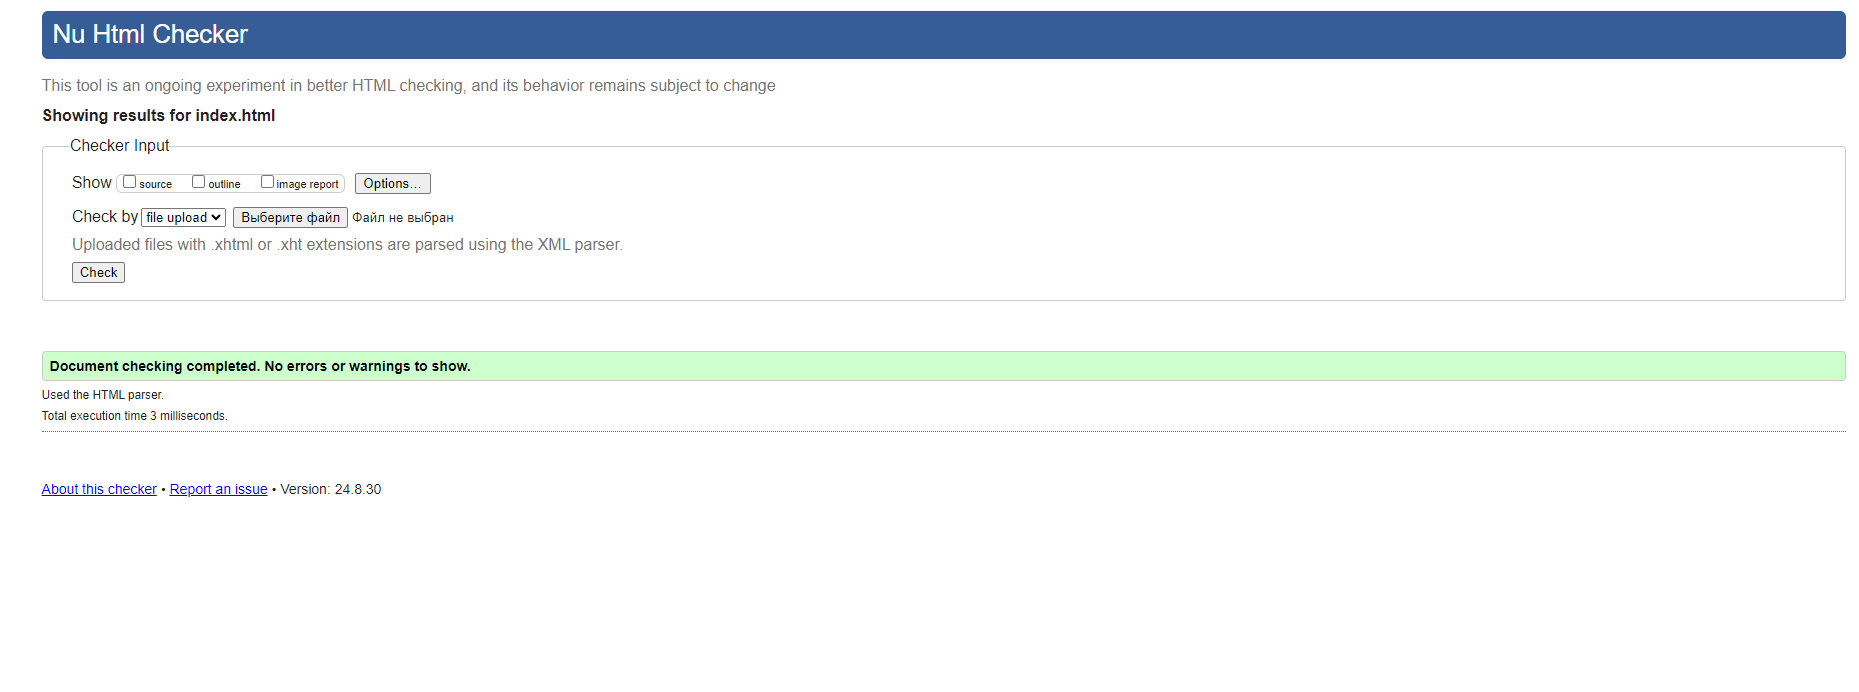 Nu Html Checker
This tool is an ongoing experiment in better HTML checking, and its behavior remains subject to change
Showing results for index.html
Checker Input
Show source outline image report Options...
Check by file upload Выберите файл Файл не выбран
Uploaded files with .xhtml or .xht extensions are parsed using the XML parser.
Check
Document checking completed. No errors or warnings to show.
Used the HTML parser.
Total execution time 3 milliseconds.
About this checker • Report an issue • Version: 24.8.30